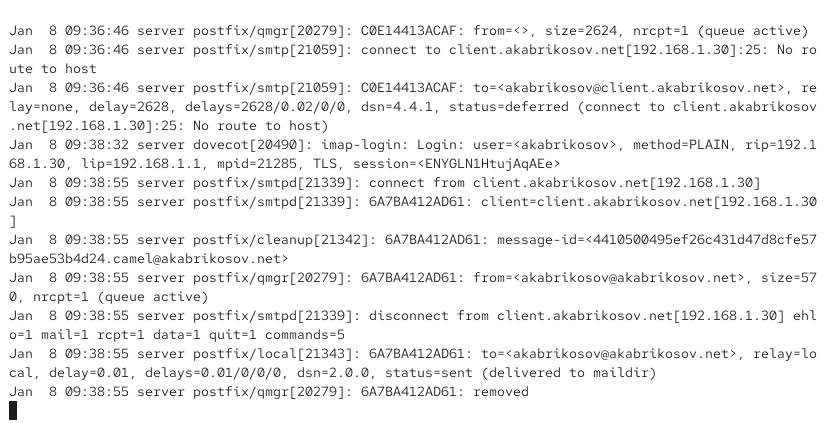 Jan  8 09:36:46 server postfix/qmgr[20279]: C0E14413ACAF: from=<>, size=2624, nrcpt=1 (queue active)
Jan  8 09:36:46 server postfix/smtp[21059]: connect to client.akabrikosov.net[192.168.1.30]:25: No ro
ute to host
Jan  8 09:36:46 server postfix/smtp[21059]: C0E14413ACAF: to=<akabrikosov@client.akabrikosov.net>, re
lay=none, delay=2628, delays=2628/0.02/0/0, dsn=4.4.1, status=deferred (connect to client.akabrikosov
.net[192.168.1.30]:25: No route to host)
Jan  8 09:38:32 server dovecot[20490]: imap-login: Login: user=<akabrikosov>, method=PLAIN, rip=192.1
68.1.30, lip=192.168.1.1, mpid=21285, TLS, session=<ENYGLN1HtujAqAEe>
Jan  8 09:38:55 server postfix/smtpd[21339]: connect from client.akabrikosov.net[192.168.1.30]
Jan  8 09:38:55 server postfix/smtpd[21339]: 6A7BA412AD61: client=client.akabrikosov.net[192.168.1.30
]
Jan  8 09:38:55 server postfix/cleanup[21342]: 6A7BA412AD61: message-id=<4410500495ef26c431d47d8cfe57
b95ae53b4d24.camel@akabrikosov.net>
Jan  8 09:38:55 server postfix/qmgr[20279]: 6A7BA412AD61: from=<akabrikosov@akabrikosov.net>, size=57
0, nrcpt=1 (queue active)
Jan  8 09:38:55 server postfix/smtpd[21339]: disconnect from client.akabrikosov.net[192.168.1.30] ehl
o=1 mail=1 rcpt=1 data=1 quit=1 commands=5
Jan  8 09:38:55 server postfix/local[21343]: 6A7BA412AD61: to=<akabrikosov@akabrikosov.net>, relay=lo
cal, delay=0.01, delays=0.01/0/0/0, dsn=2.0.0, status=sent (delivered to maildir)
Jan  8 09:38:55 server postfix/qmgr[20279]: 6A7BA412AD61: removed